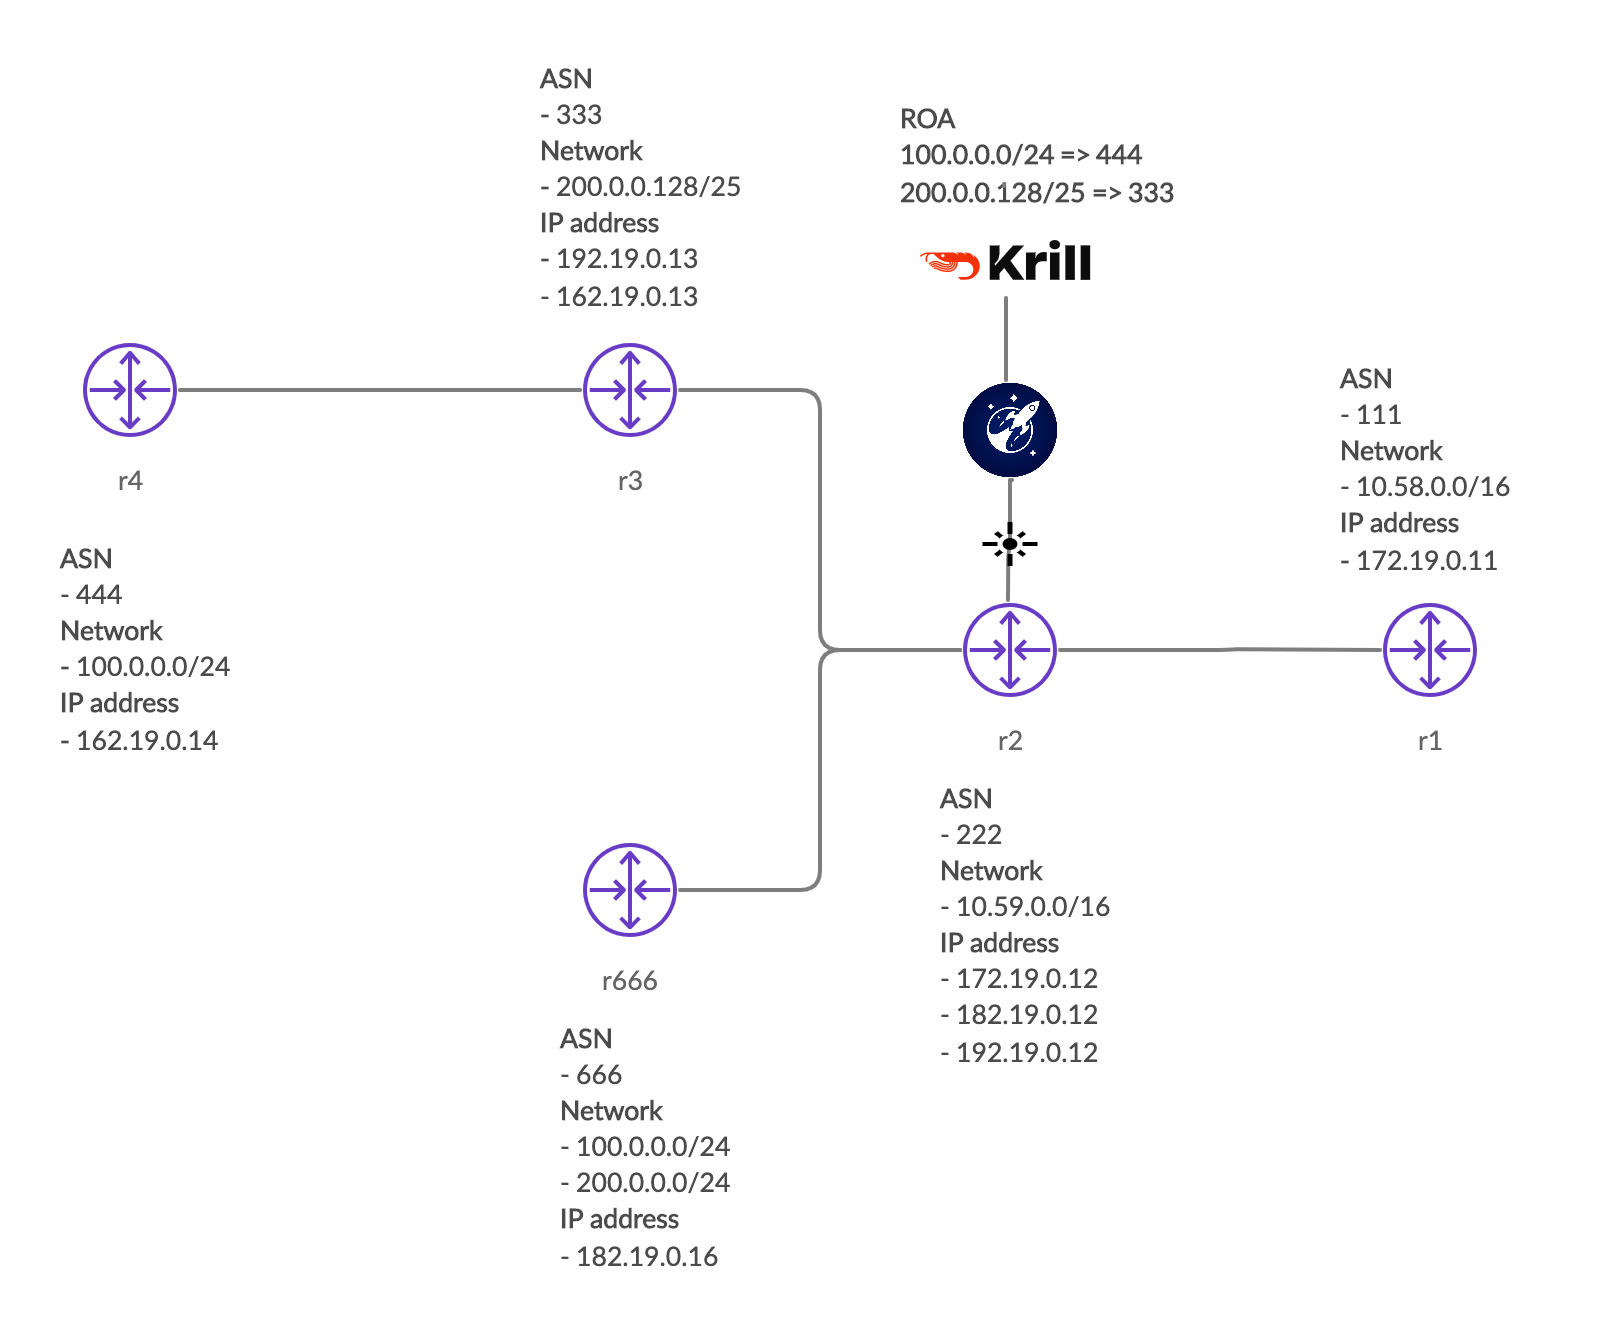 ASN
- 333
Network
- 200.0.0.128/25
IP address
- 192.19.0.13
- 162.19.0.13
ROA
100.0.0.0/24 => 444
200.0.0.128/25 => 333
Krill
r4
r3
ASN
- 111
Network
- 10.58.0.0/16
IP address
- 172.19.0.11
ASN
- 444
Network
- 100.0.0.0/24
IP address
- 162.19.0.14
r2
r1
ASN
- 222
Network
- 10.59.0.0/16
IP address
- 172.19.0.12
- 182.19.0.12
- 192.19.0.12
r666
ASN
- 666
Network
- 100.0.0.0/24
- 200.0.0.0/24
IP address
- 182.19.0.16